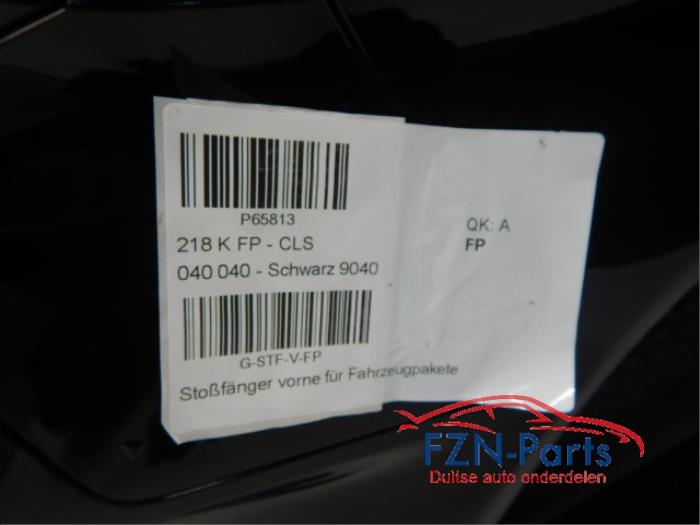 P65813
218 K FP - CLS
040 040 - Schwarz 9040
G-STF-V-FP
Stoßfänger vorne für Fahrzeugpakete
QK: A
FP
FZN-Parts
Duitse auto onderdelen